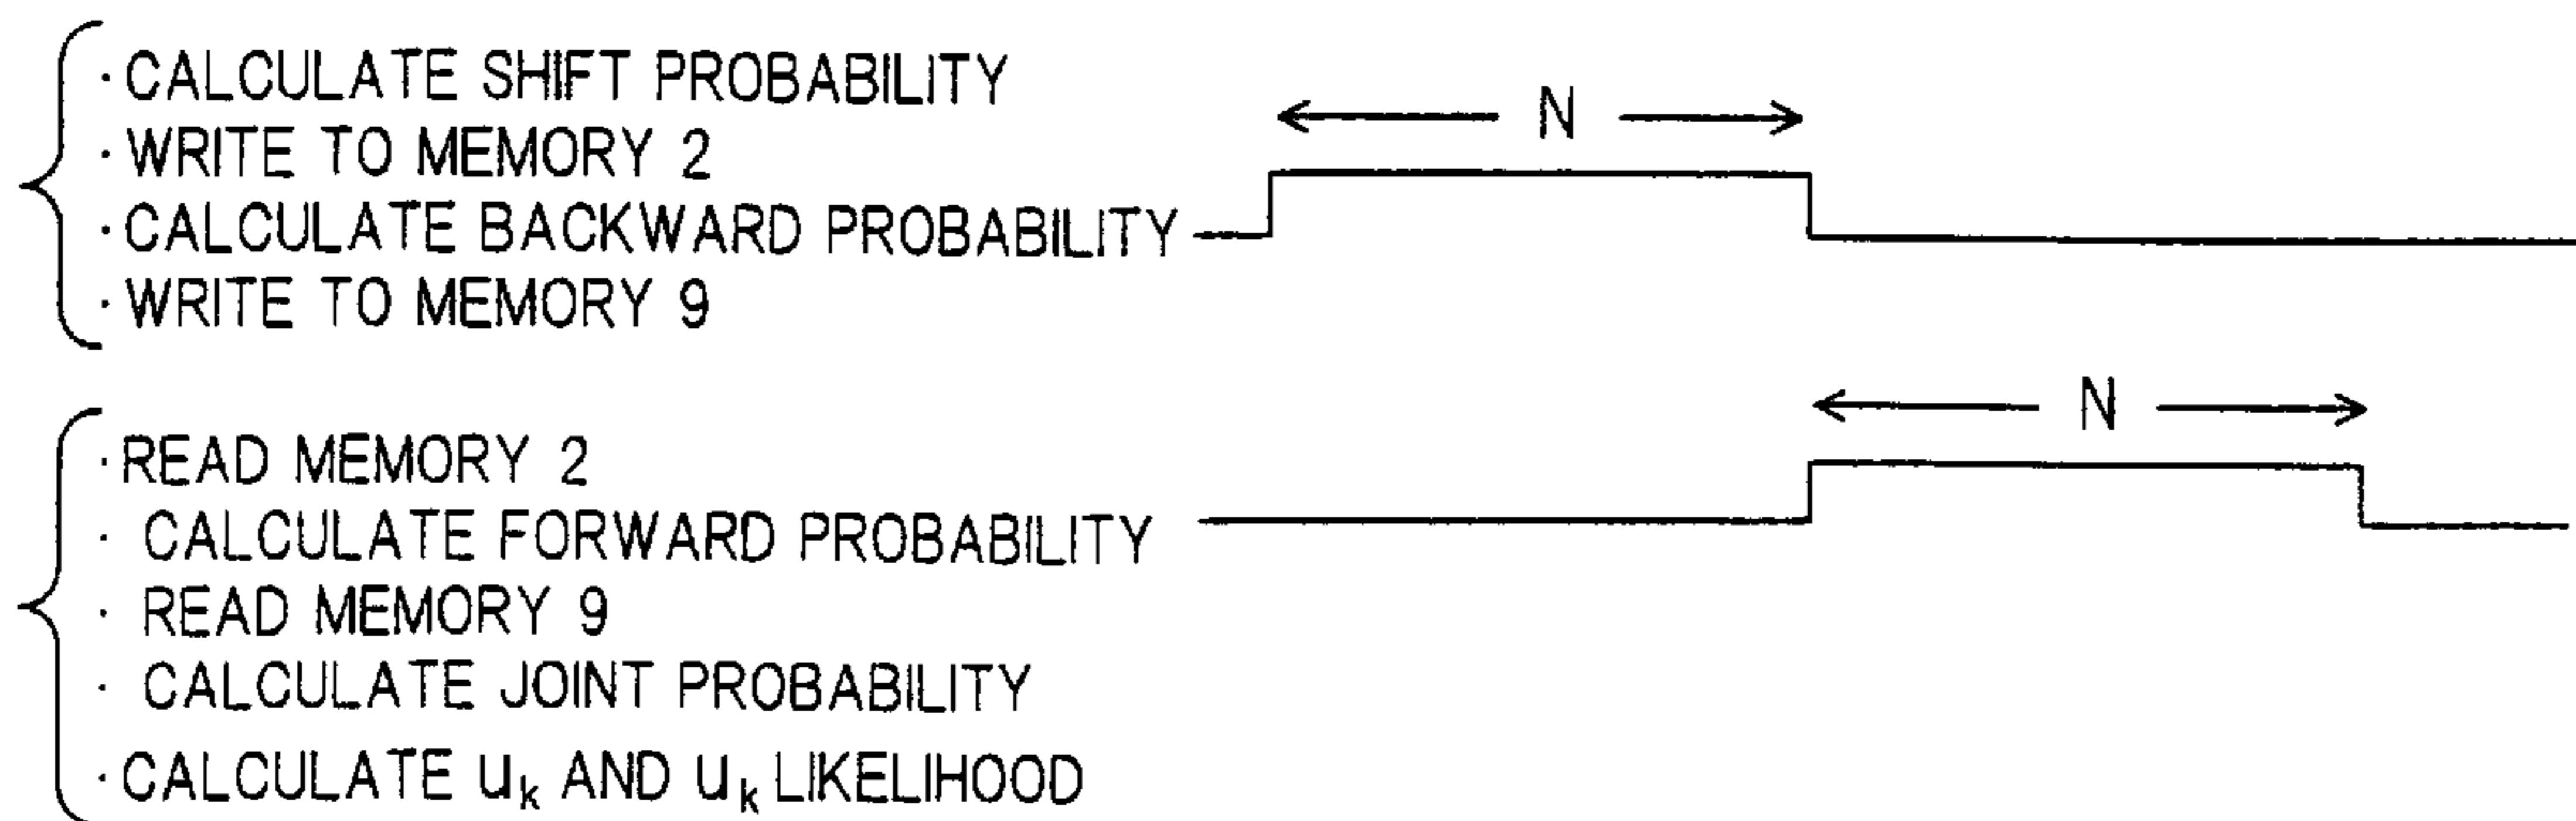 · CALCULATE SHIFT PROBABILITY
N
· WRITE TO MEMORY 2
· CALCULATE BACKWARD PROBABILITY
· WRITE TO MEMORY 9
N
· READ MEMORY 2
· CALCULATE FORWARD PROBABILITY
· READ MEMORY 9
· CALCULATE JOINT PROBABILITY
· CALCULATE uₖ AND uₖ LIKELIHOOD